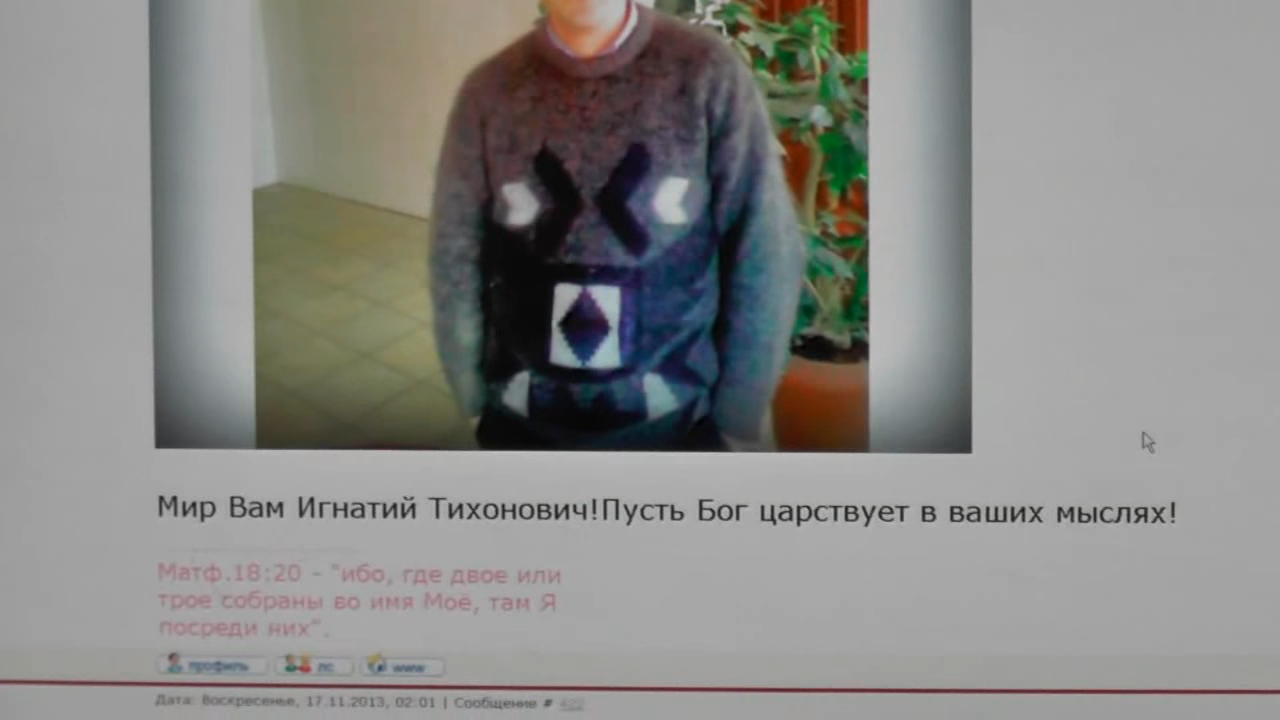 Мир Вам Игнатий Тихонович!Пусть Бог царствует в ваших мыслях!
Матф.18:20 - "ибо, где двое или
трое собраны во имя Моё, там Я
посреди них".
профиль лс www
Дата: Воскресенье, 17.11.2013, 02:01 | Сообщение #